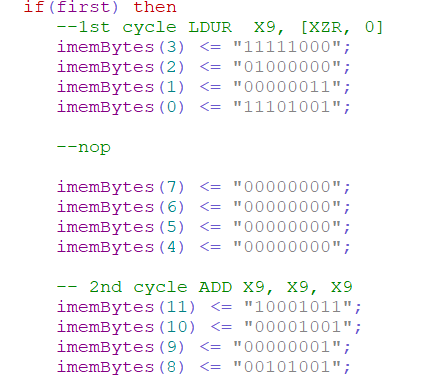 if(first) then
--1st cycle LDUR  X9, [XZR, 0]
imemBytes(3) <= "11111000";
imemBytes(2) <= "01000000";
imemBytes(1) <= "00000011";
imemBytes(0) <= "11101001";
--nop
imemBytes(7) <= "00000000";
imemBytes(6) <= "00000000";
imemBytes(5) <= "00000000";
imemBytes(4) <= "00000000";
-- 2nd cycle ADD X9, X9, X9
imemBytes(11) <= "10001011";
imemBytes(10) <= "00001001";
imemBytes(9) <= "00000001";
imemBytes(8) <= "00101001";